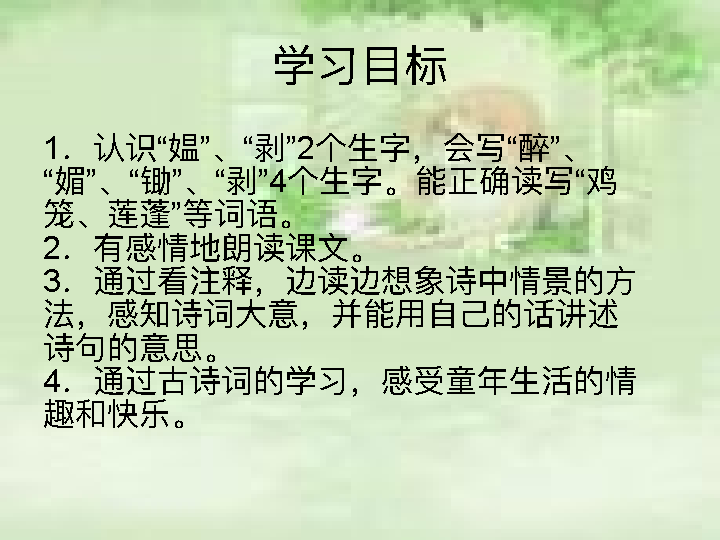 学习目标
1．认识“媪”、“剥”2个生字，会写“醉”、
“媚”、“锄”、“剥”4个生字。能正确读写“鸡
笼、莲蓬”等词语。
2．有感情地朗读课文。
3．通过看注释，边读边想象诗中情景的方
法，感知诗词大意，并能用自己的话讲述
诗句的意思。
4．通过古诗词的学习，感受童年生活的情
趣和快乐。